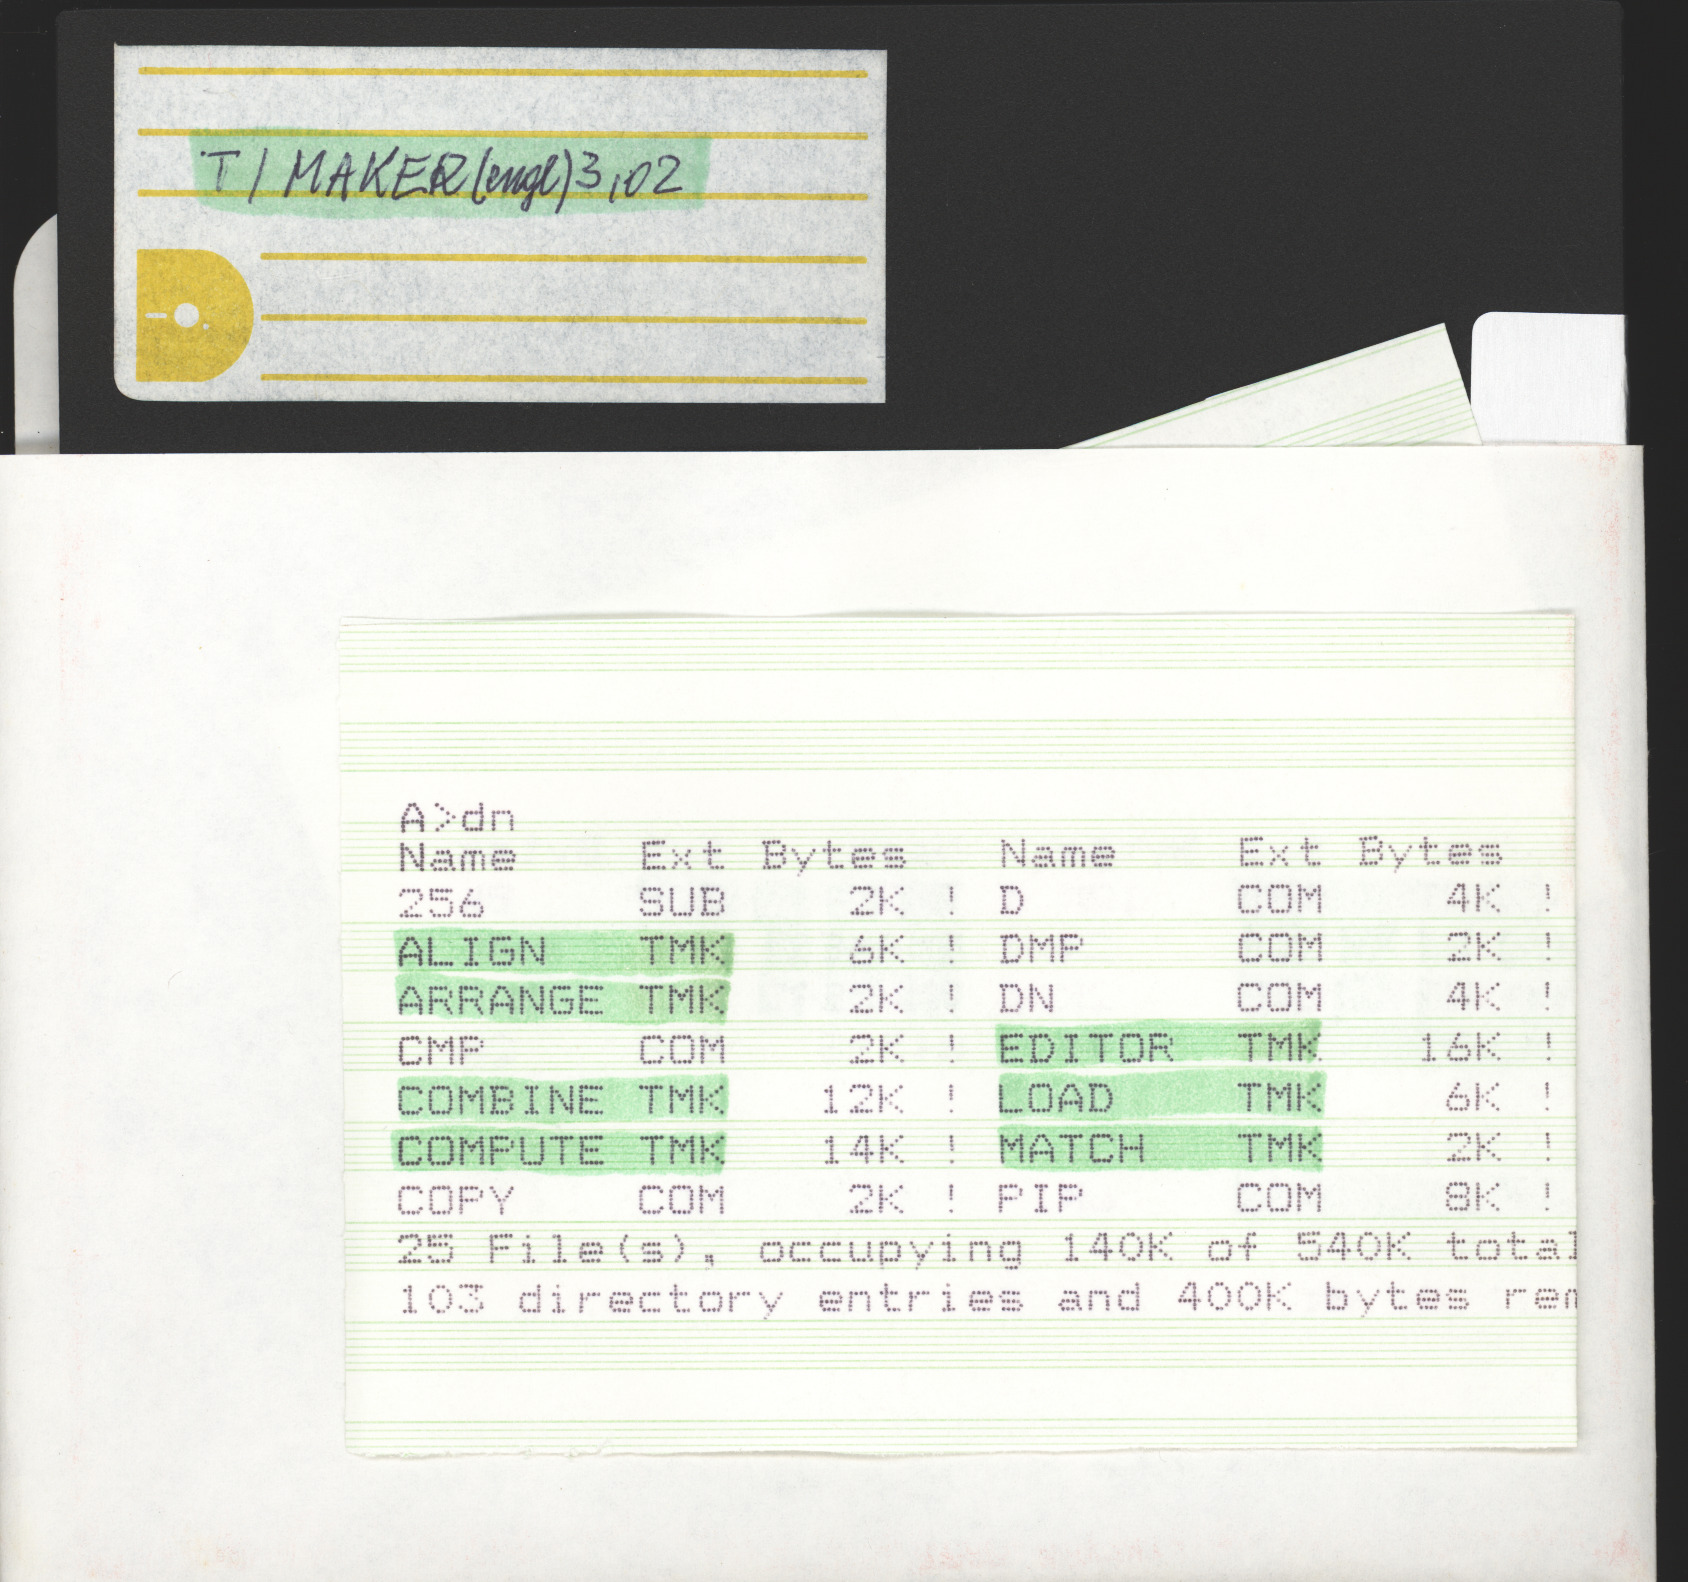 T/MAKER(engl)3,02
A>dn
Name Ext Bytes Name Ext Bytes
256 SUB 2K ! D COM 4K !
ALIGN TMK 6K ! DMP COM 2K !
ARRANGE TMK 2K ! DN COM 4K !
CMP COM 2K ! EDITOR TMK 16K !
COMBINE TMK 12K ! LOAD TMK 6K !
COMPUTE TMK 14K ! MATCH TMK 2K !
COPY COM 2K ! PIP COM 8K !
25 File(s), occupying 140K of 540K total
103 directory entries and 400K bytes rem